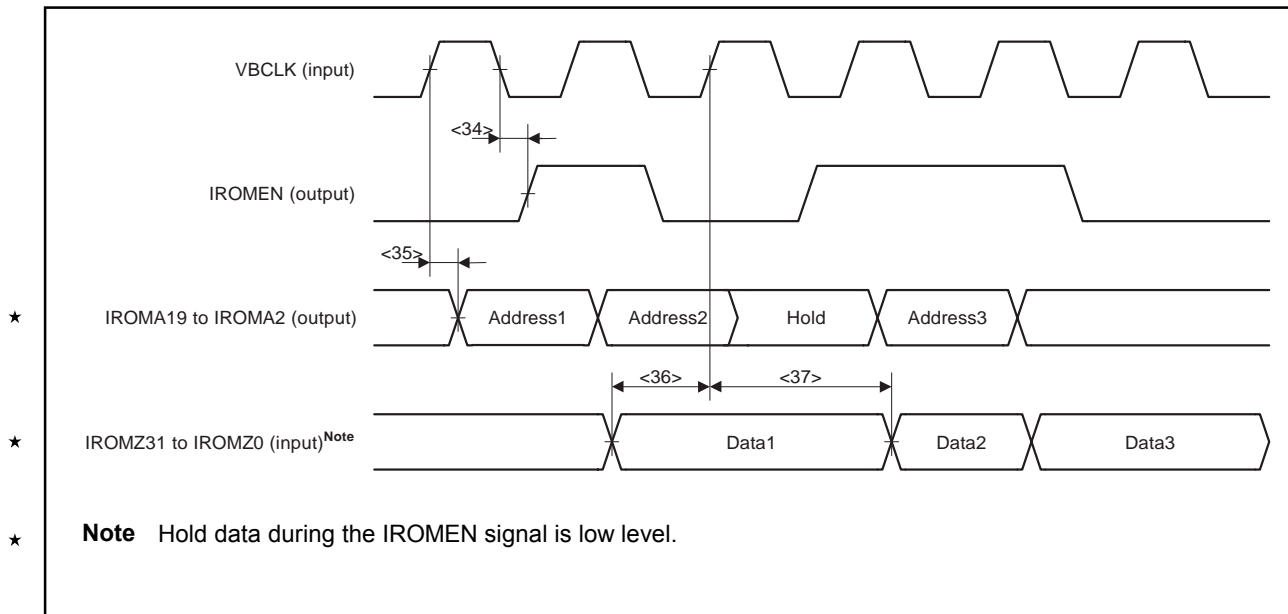 VBCLK (input)
<34>
IROMEN (output)
<35>
★ IROMA19 to IROMA2 (output) Address1 Address2 Hold Address3
<36> <37>
★ IROMZ31 to IROMZ0 (input)Note Data1 Data2 Data3
★ Note Hold data during the IROMEN signal is low level.